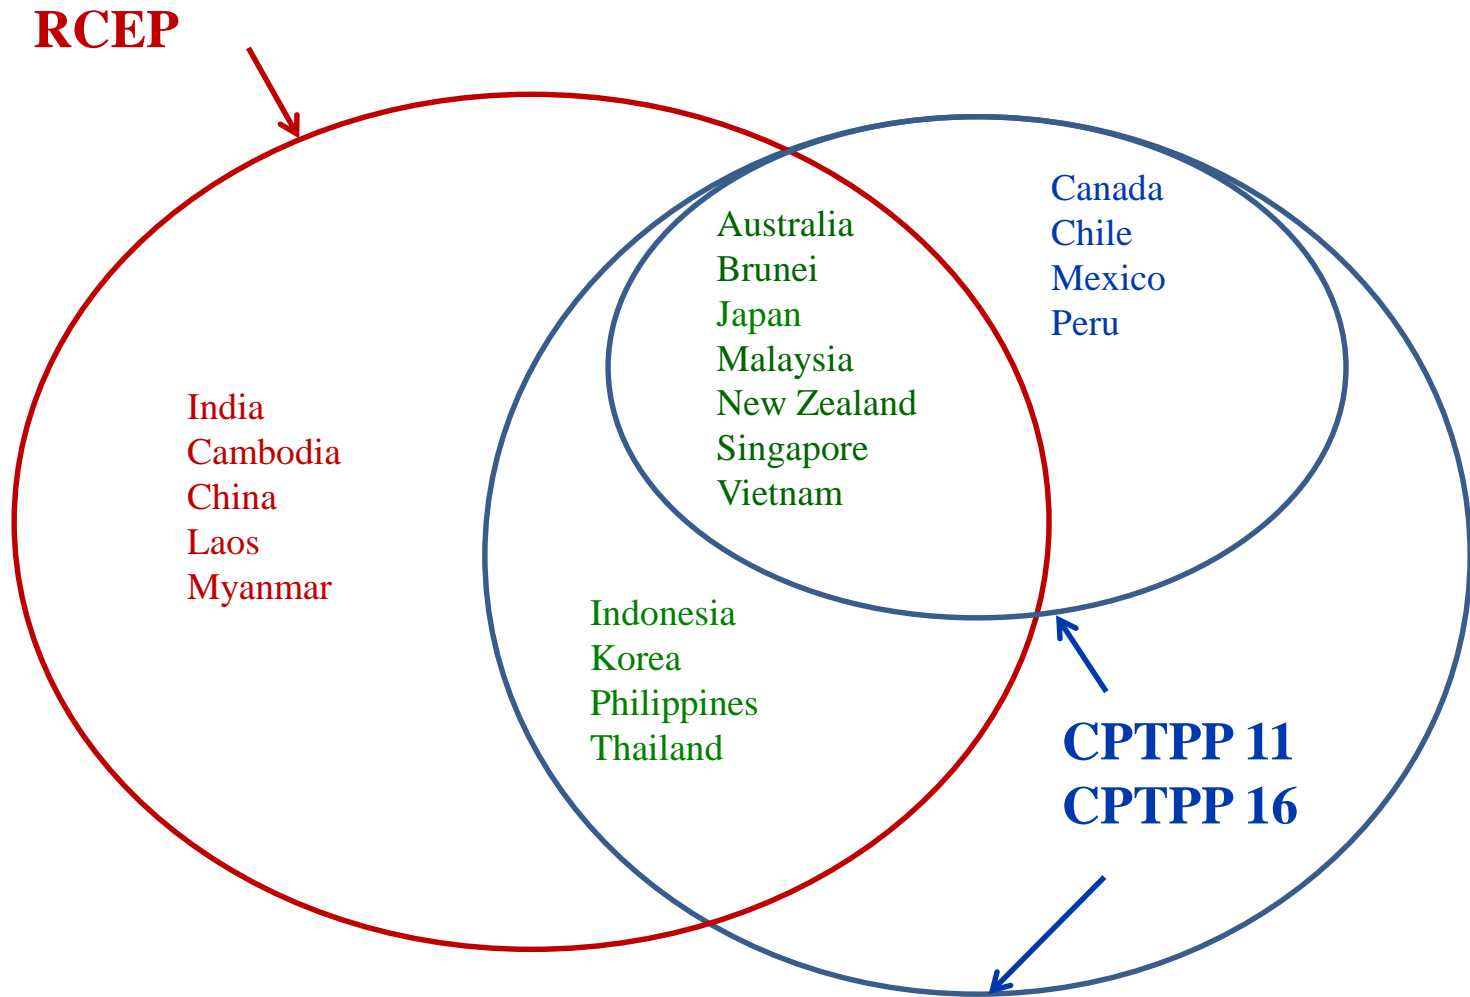 RCEP
India
Cambodia
China
Laos
Myanmar
Australia
Brunei
Japan
Malaysia
New Zealand
Singapore
Vietnam
Indonesia
Korea
Philippines
Thailand
Canada
Chile
Mexico
Peru
CPTPP 11
CPTPP 16